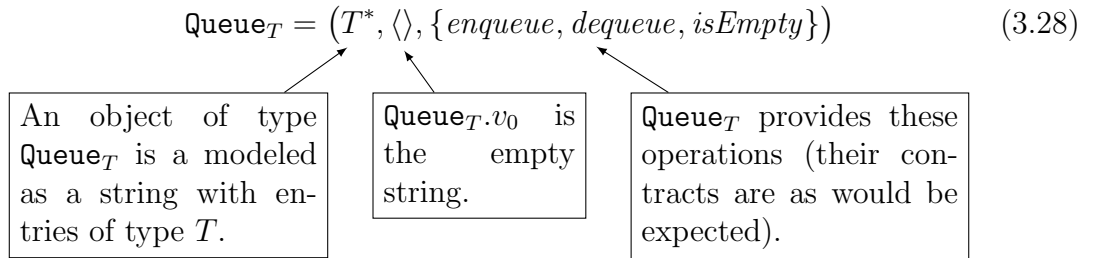 Queue_T = (T*, ⟨⟩, {enqueue, dequeue, isEmpty}) (3.28)
An object of type
Queue_T is a modeled
as a string with en-
tries of type T.
Queue_T.v_0 is
the empty
string.
Queue_T provides these
operations (their con-
tracts are as would be
expected).